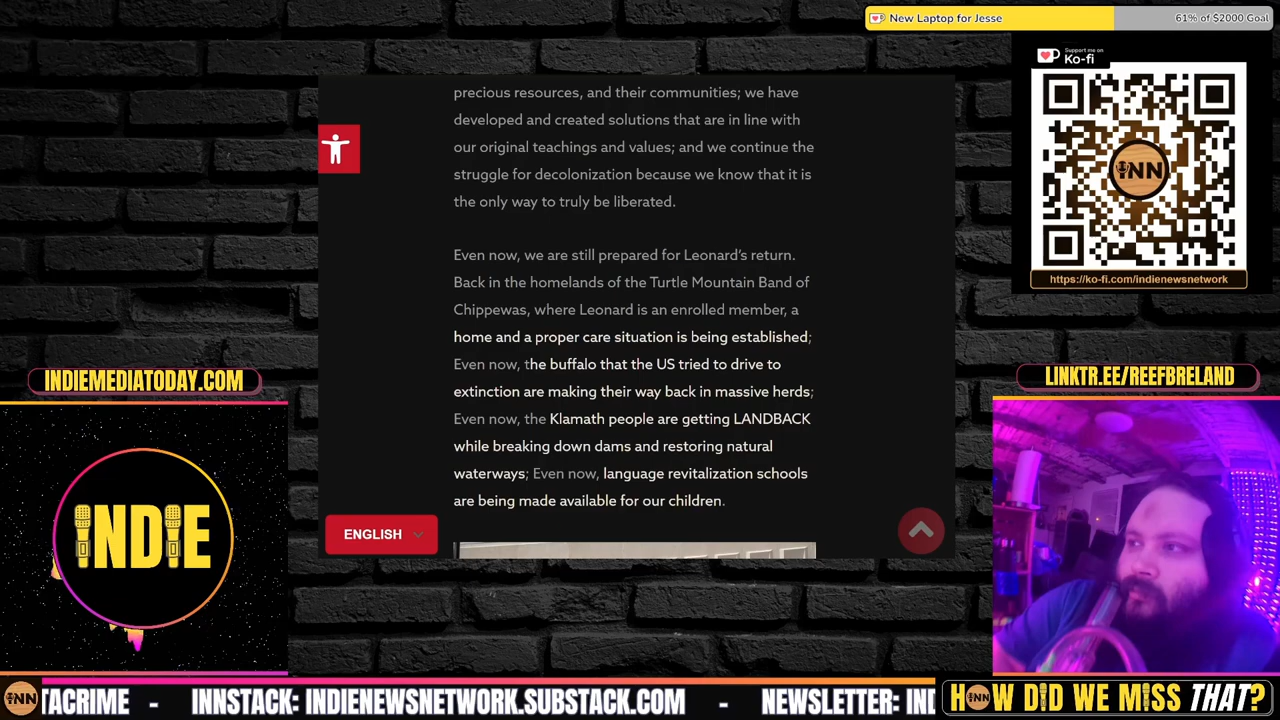 New Laptop for Jesse
61% of $2000 Goal
Support me on
Ko-fi
INN
https://ko-fi.com/indienewsnetwork
precious resources, and their communities; we have
developed and created solutions that are in line with
our original teachings and values; and we continue the
struggle for decolonization because we know that it is
the only way to truly be liberated.
Even now, we are still prepared for Leonard’s return.
Back in the homelands of the Turtle Mountain Band of
Chippewas, where Leonard is an enrolled member, a
home and a proper care situation is being established;
Even now, the buffalo that the US tried to drive to
extinction are making their way back in massive herds;
Even now, the Klamath people are getting LANDBACK
while breaking down dams and restoring natural
waterways; Even now, language revitalization schools
are being made available for our children.
ENGLISH
INDIEMEDIATODAY.COM
INDIE
LINKTR.EE/REEFBRELAND
INN
TACRIME - INNSTACK: INDIENEWSNETWORK.SUBSTACK.COM - NEWSLETTER: IND
HOW DID WE MISS THAT?